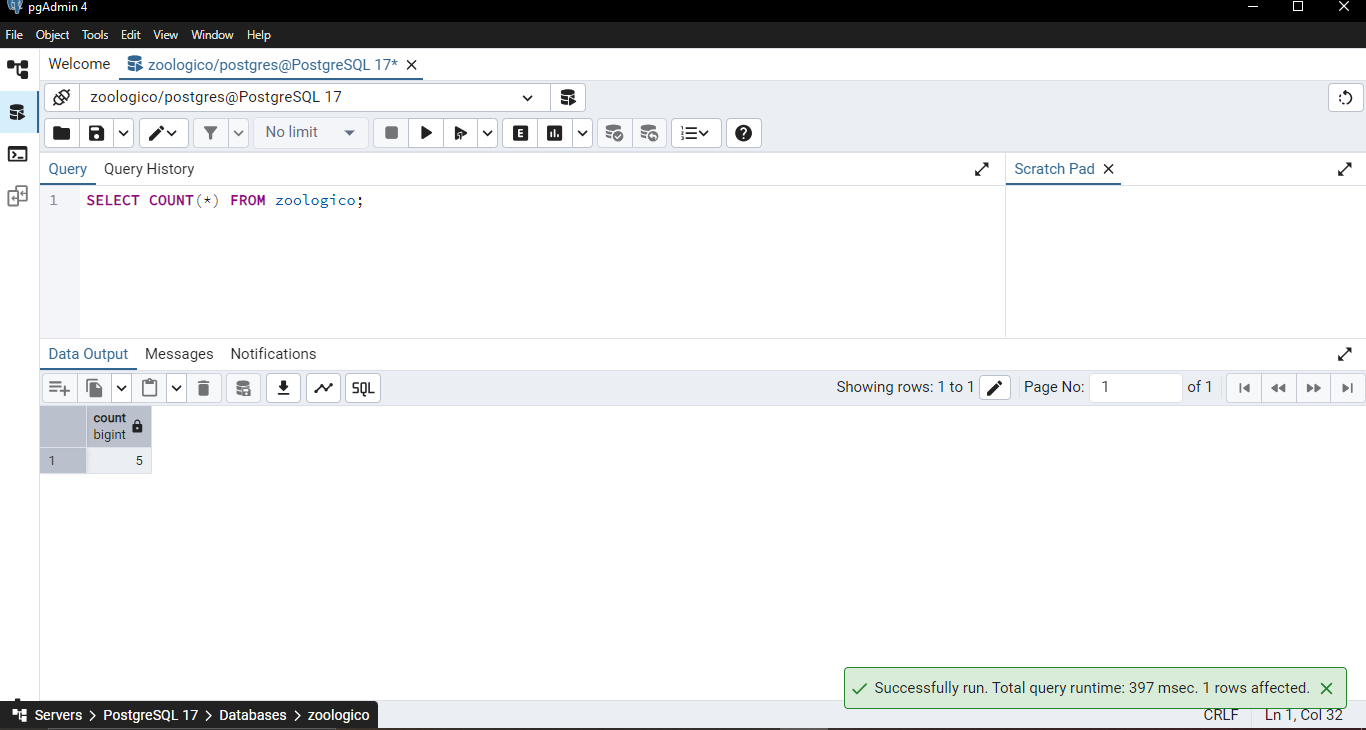 pgAdmin 4
File Object Tools Edit View Window Help
Welcome zoologico/postgres@PostgreSQL 17*
zoologico/postgres@PostgreSQL 17
No limit E
Query Query History Scratch Pad
1 SELECT COUNT(*) FROM zoologico;
Data Output Messages Notifications
SQL Showing rows: 1 to 1 Page No: 1 of 1
count
bigint
1 5
Successfully run. Total query runtime: 397 msec. 1 rows affected.
Servers > PostgreSQL 17 > Databases > zoologico CRLF Ln 1, Col 32